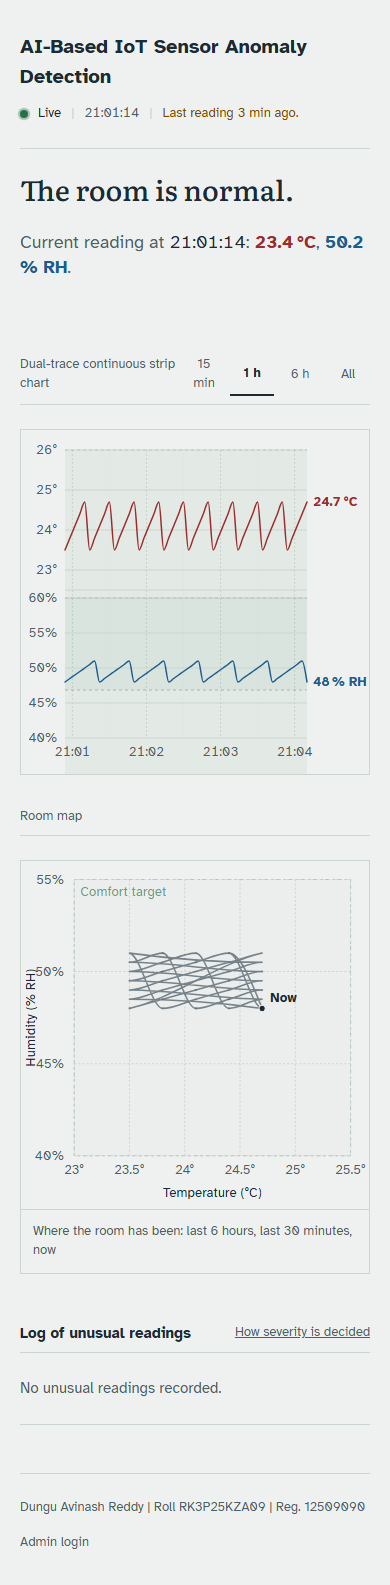 AI-Based IoT Sensor Anomaly
Detection
Live | 21:01:14 | Last reading 3 min ago.
The room is normal.
Current reading at 21:01:14: 23.4 °C, 50.2
% RH.
Dual-trace continuous strip
chart
15
min
1 h
6 h
All
26°
25°
24°
23°
24.7 °C
60%
55%
50%
45%
40%
48 % RH
21:01
21:02
21:03
21:04
Room map
55%
50%
45%
40%
Comfort target
Now
Humidity (% RH)
23°
23.5°
24°
24.5°
25°
25.5°
Temperature (°C)
Where the room has been: last 6 hours, last 30 minutes,
now
Log of unusual readings
How severity is decided
No unusual readings recorded.
Dungu Avinash Reddy | Roll RK3P25KZA09 | Reg. 12509090
Admin login